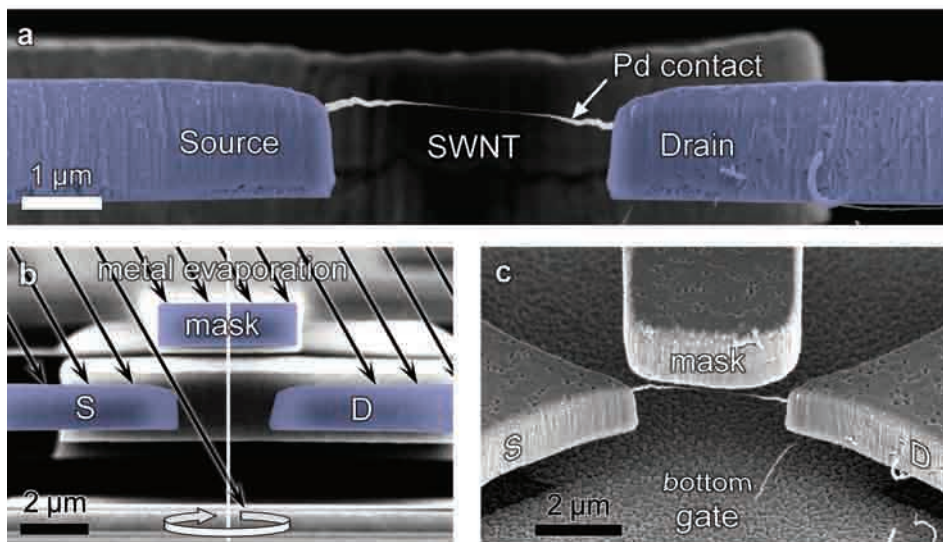 a
Pd contact
Source
SWNT
Drain
1 µm
b
metal evaporation
mask
S
D
2 µm
c
mask
S
D
bottom
gate
2 µm